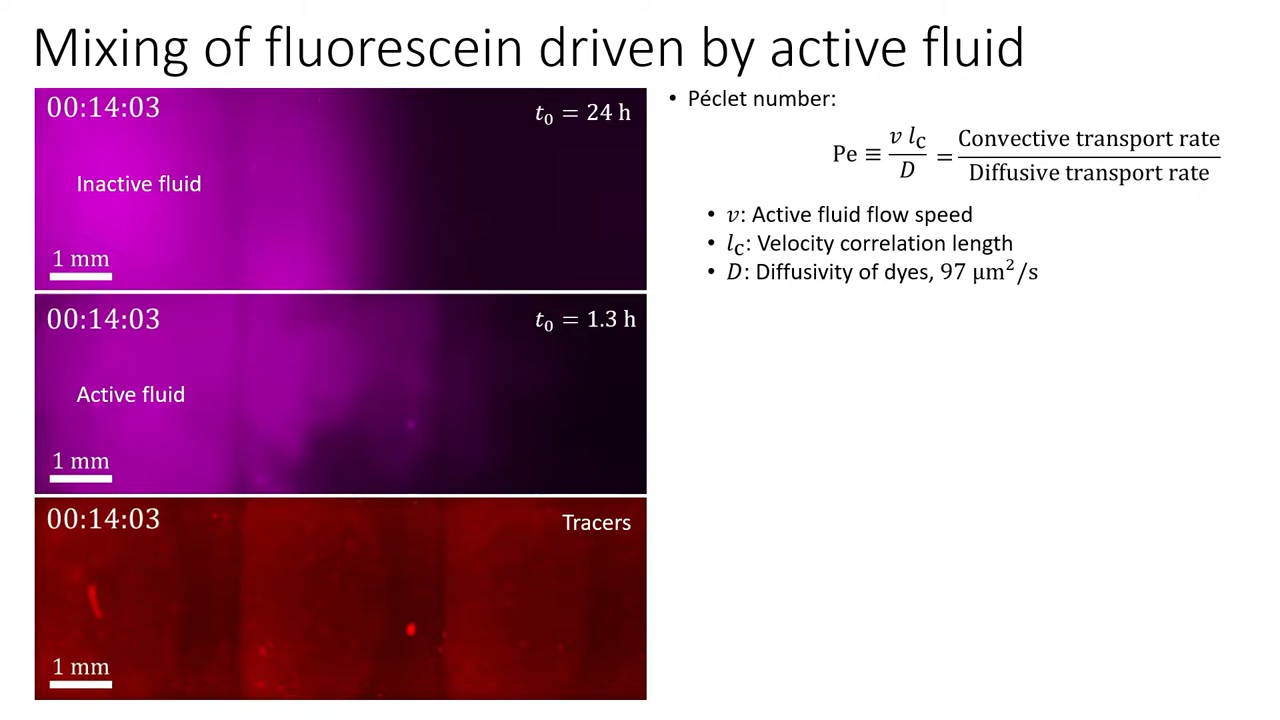 Mixing of fluorescein driven by active fluid
00:14:03
t₀ = 24 h
Inactive fluid
1 mm
00:14:03
t₀ = 1.3 h
Active fluid
1 mm
00:14:03
Tracers
1 mm
• Péclet number:
Pe ≡ v l_c / D = Convective transport rate / Diffusive transport rate
• v: Active fluid flow speed
• l_c: Velocity correlation length
• D: Diffusivity of dyes, 97 μm²/s